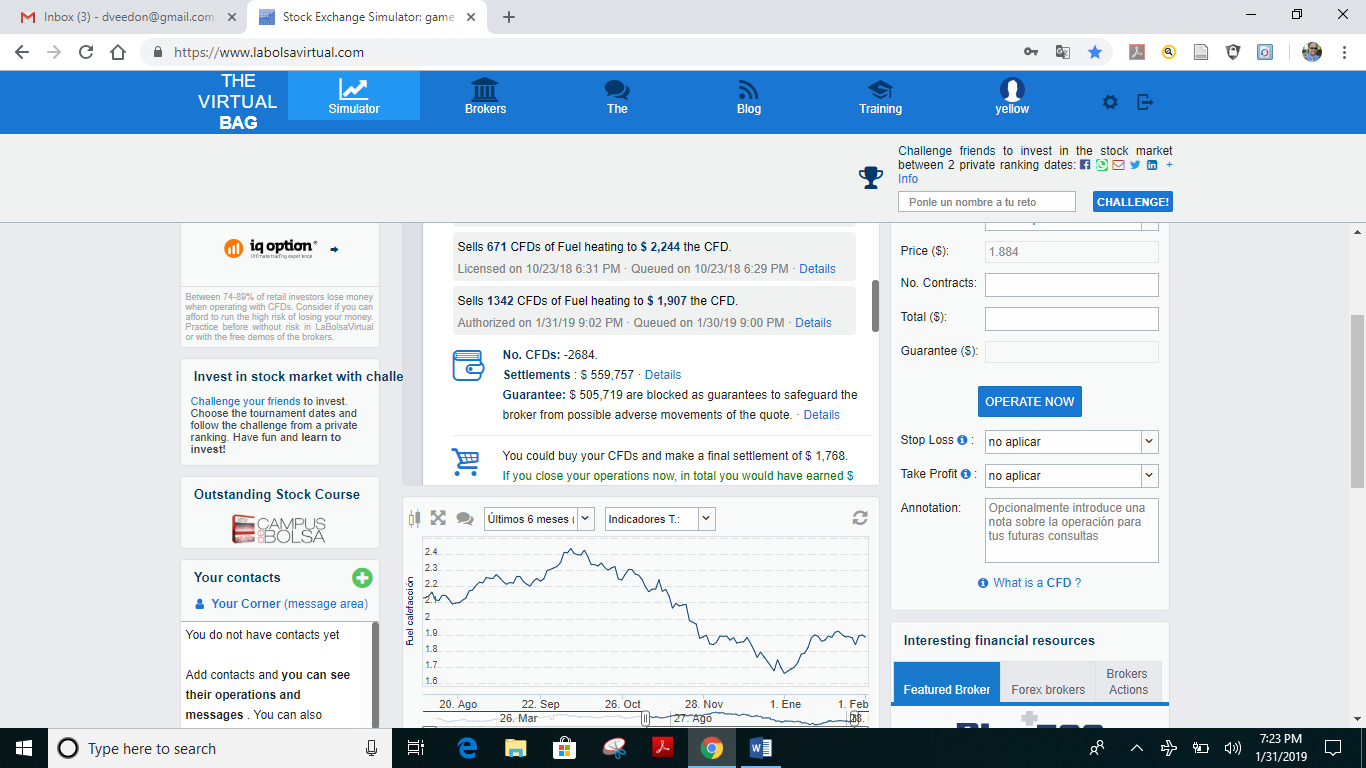 Inbox (3) - dveedon@gmail.com
Stock Exchange Simulator: game
https://www.labolsavirtual.com
THE
VIRTUAL
BAG
Simulator
Brokers
The
Blog
Training
yellow
Challenge friends to invest in the stock market
between 2 private ranking dates:
+
Info
Ponle un nombre a tu reto
CHALLENGE!
iq option
Between 74-89% of retail investors lose money
when operating with CFDs. Consider if you can
afford to run the high risk of losing your money.
Practice before without risk in LaBolsaVirtual
or with the free demos of the brokers.
Invest in stock market with challe
Challenge your friends to invest.
Choose the tournament dates and
follow the challenge from a private
ranking. Have fun and learn to
invest!
Outstanding Stock Course
CAMPUS
BOLSA
Your contacts
Your Corner (message area)
You do not have contacts yet
Add contacts and you can see
their operations and
messages . You can also
Sells 671 CFDs of Fuel heating to $ 2,244 the CFD.
Licensed on 10/23/18 6:31 PM · Queued on 10/23/18 6:29 PM · Details
Sells 1342 CFDs of Fuel heating to $ 1,907 the CFD.
Authorized on 1/31/19 9:02 PM · Queued on 1/30/19 9:00 PM · Details
No. CFDs: -2684.
Settlements : $ 559,757 · Details
Guarantee: $ 505,719 are blocked as guarantees to safeguard the
broker from possible adverse movements of the quote. · Details
You could buy your CFDs and make a final settlement of $ 1,768.
If you close your operations now, in total you would have earned $
Últimos 6 meses (
Indicadores T.:
Fuel calefacción
2.4
2.3
2.2
2.1
2
1.9
1.8
1.7
1.6
20. Ago
22. Sep
26. Oct
28. Nov
1. Ene
1. Feb
26. Mar
27. Ago
28.
Price ($):
1.884
No. Contracts:
Total ($):
Guarantee ($):
OPERATE NOW
Stop Loss :
no aplicar
Take Profit :
no aplicar
Annotation:
Opcionalmente introduce una
nota sobre la operación para
tus futuras consultas
What is a CFD ?
Interesting financial resources
Featured Broker
Forex brokers
Brokers
Actions
Type here to search
7:23 PM
1/31/2019